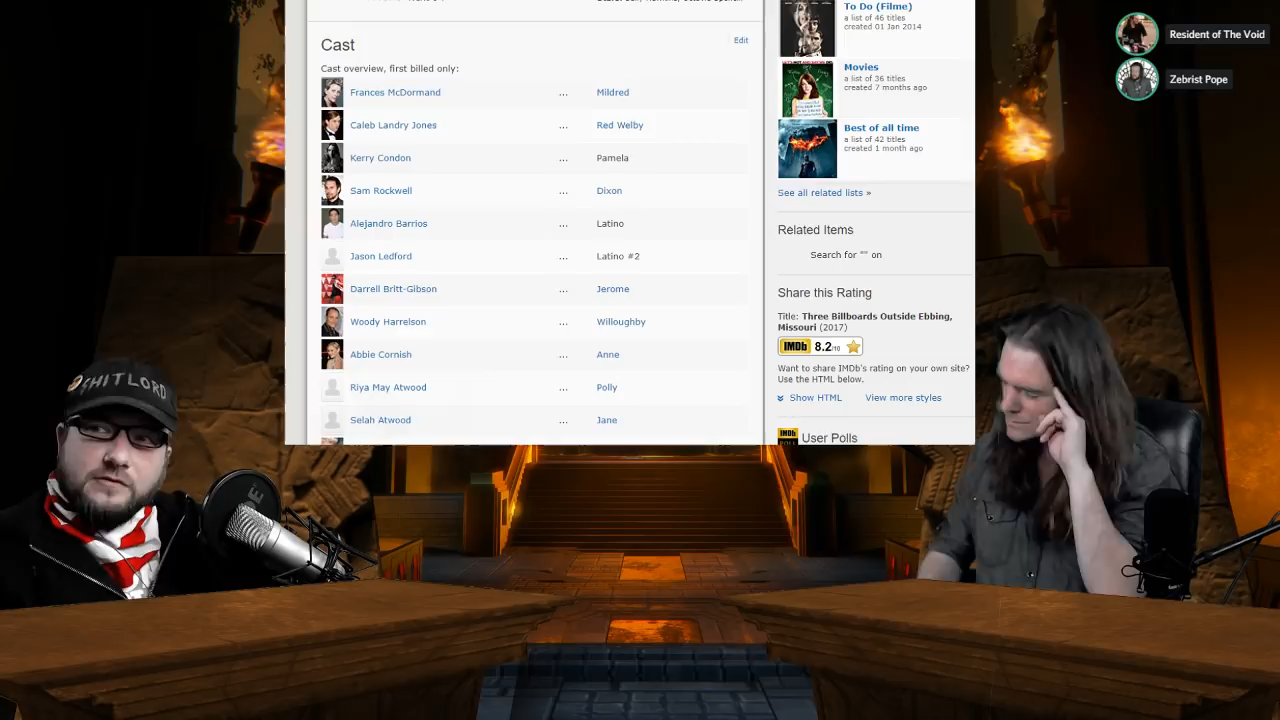 Cast
Edit
Cast overview, first billed only:
Frances McDormand ... Mildred
Caleb Landry Jones ... Red Welby
Kerry Condon ... Pamela
Sam Rockwell ... Dixon
Alejandro Barrios ... Latino
Jason Ledford ... Latino #2
Darrell Britt-Gibson ... Jerome
Woody Harrelson ... Willoughby
Abbie Cornish ... Anne
Riya May Atwood ... Polly
Selah Atwood ... Jane
To Do (Filme)
a list of 46 titles
created 01 Jan 2014
Movies
a list of 36 titles
created 7 months ago
Best of all time
a list of 42 titles
created 1 month ago
See all related lists »
Related Items
Search for "" on
Share this Rating
Title: Three Billboards Outside Ebbing,
Missouri (2017)
IMDb 8.2/10
Want to share IMDb's rating on your own site?
Use the HTML below.
Show HTML View more styles
IMDb
User Polls
Resident of The Void
Zebrist Pope
SHITLORD